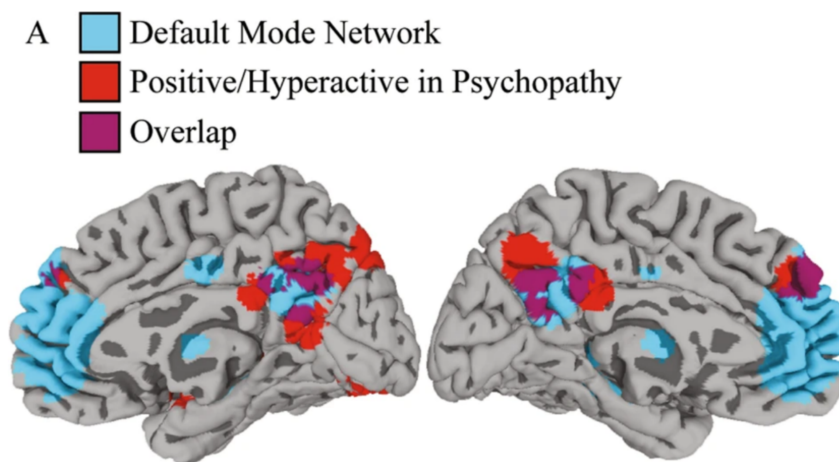 A
Default Mode Network
Positive/Hyperactive in Psychopathy
Overlap